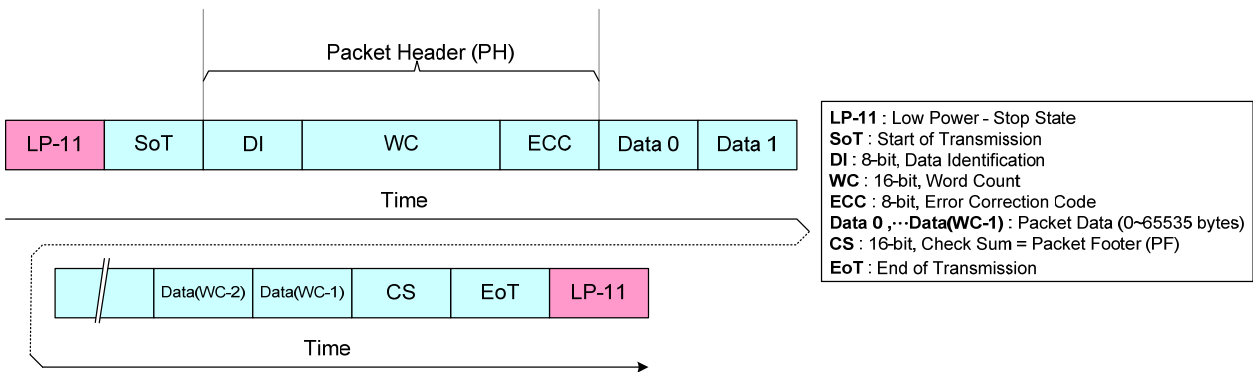 Packet Header (PH)
LP-11 SoT DI WC ECC Data 0 Data 1
Time
Data(WC-2) Data(WC-1) CS EoT LP-11
Time
LP-11 : Low Power - Stop State
SoT : Start of Transmission
DI : 8-bit, Data Identification
WC : 16-bit, Word Count
ECC : 8-bit, Error Correction Code
Data 0 ,⋯Data(WC-1) : Packet Data (0~65535 bytes)
CS : 16-bit, Check Sum = Packet Footer (PF)
EoT : End of Transmission